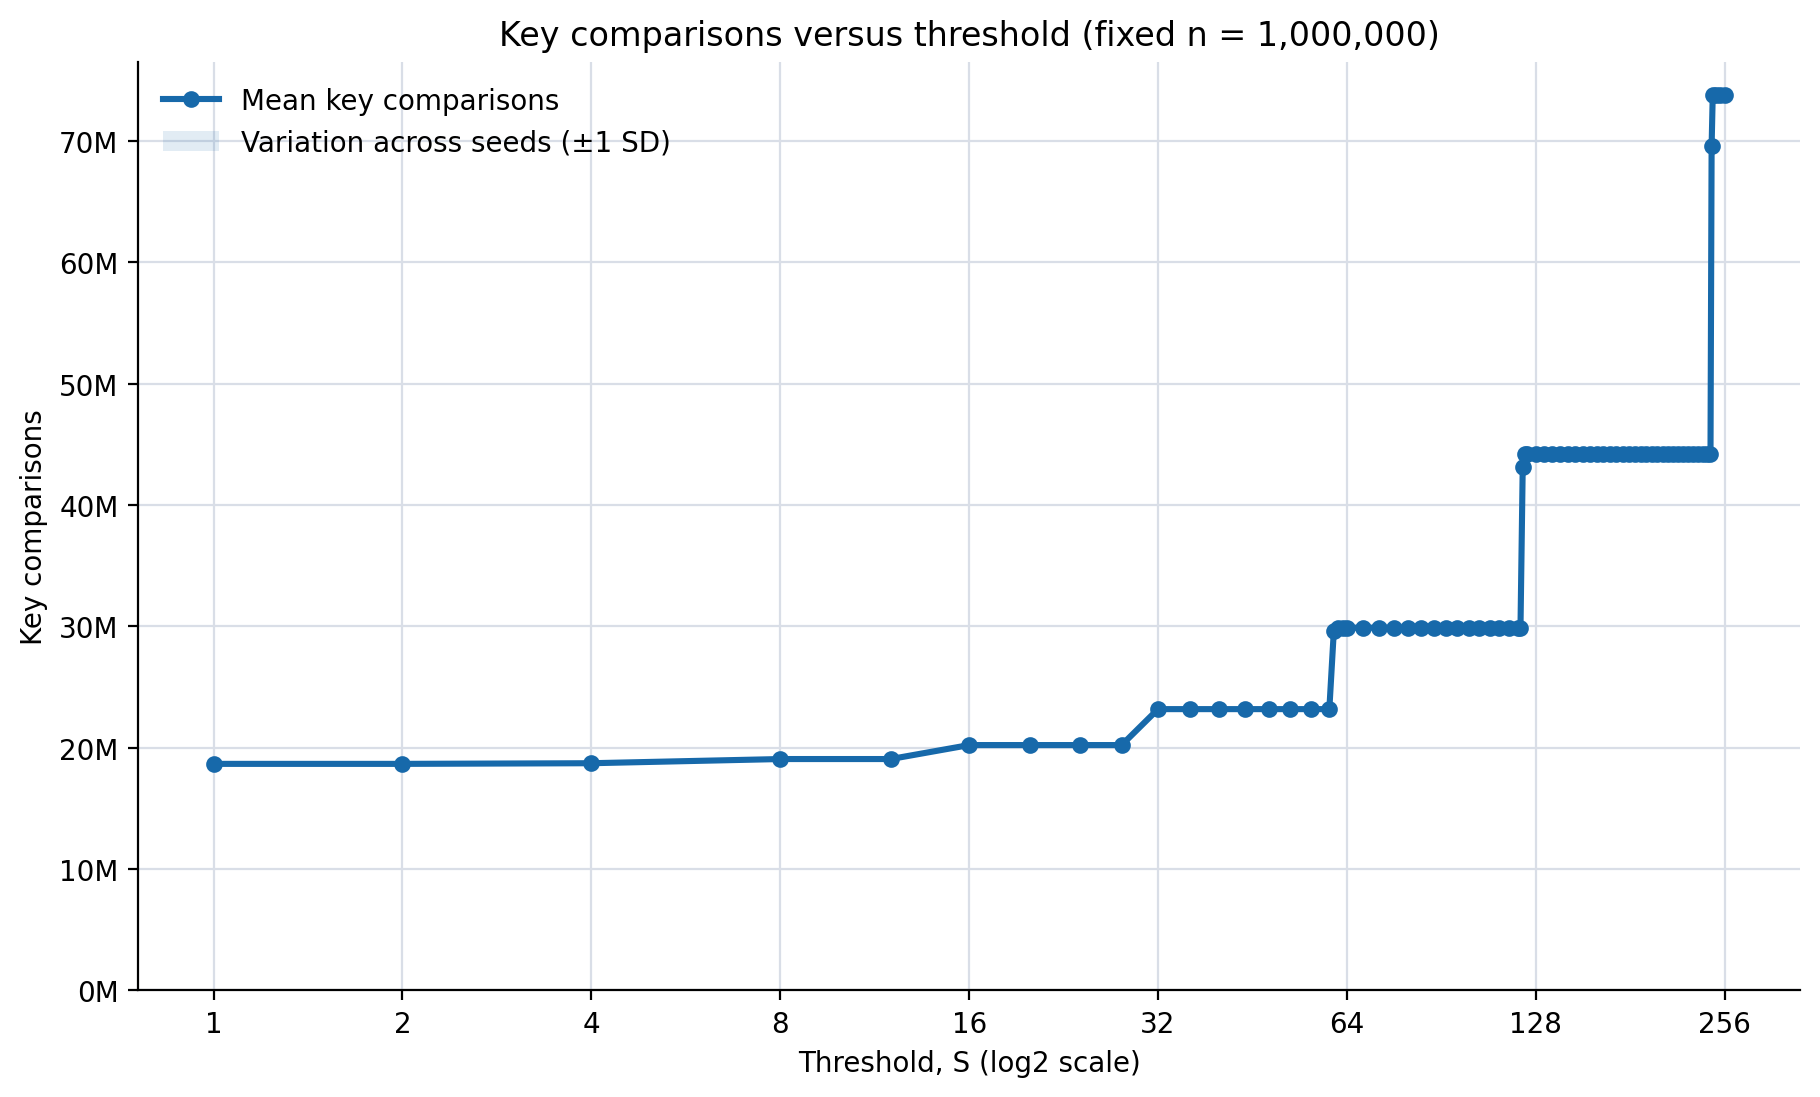 Key comparisons versus threshold (fixed n = 1,000,000)
Mean key comparisons
Variation across seeds (±1 SD)
Key comparisons
70M
60M
50M
40M
30M
20M
10M
0M
1 2 4 8 16 32 64 128 256
Threshold, S (log2 scale)